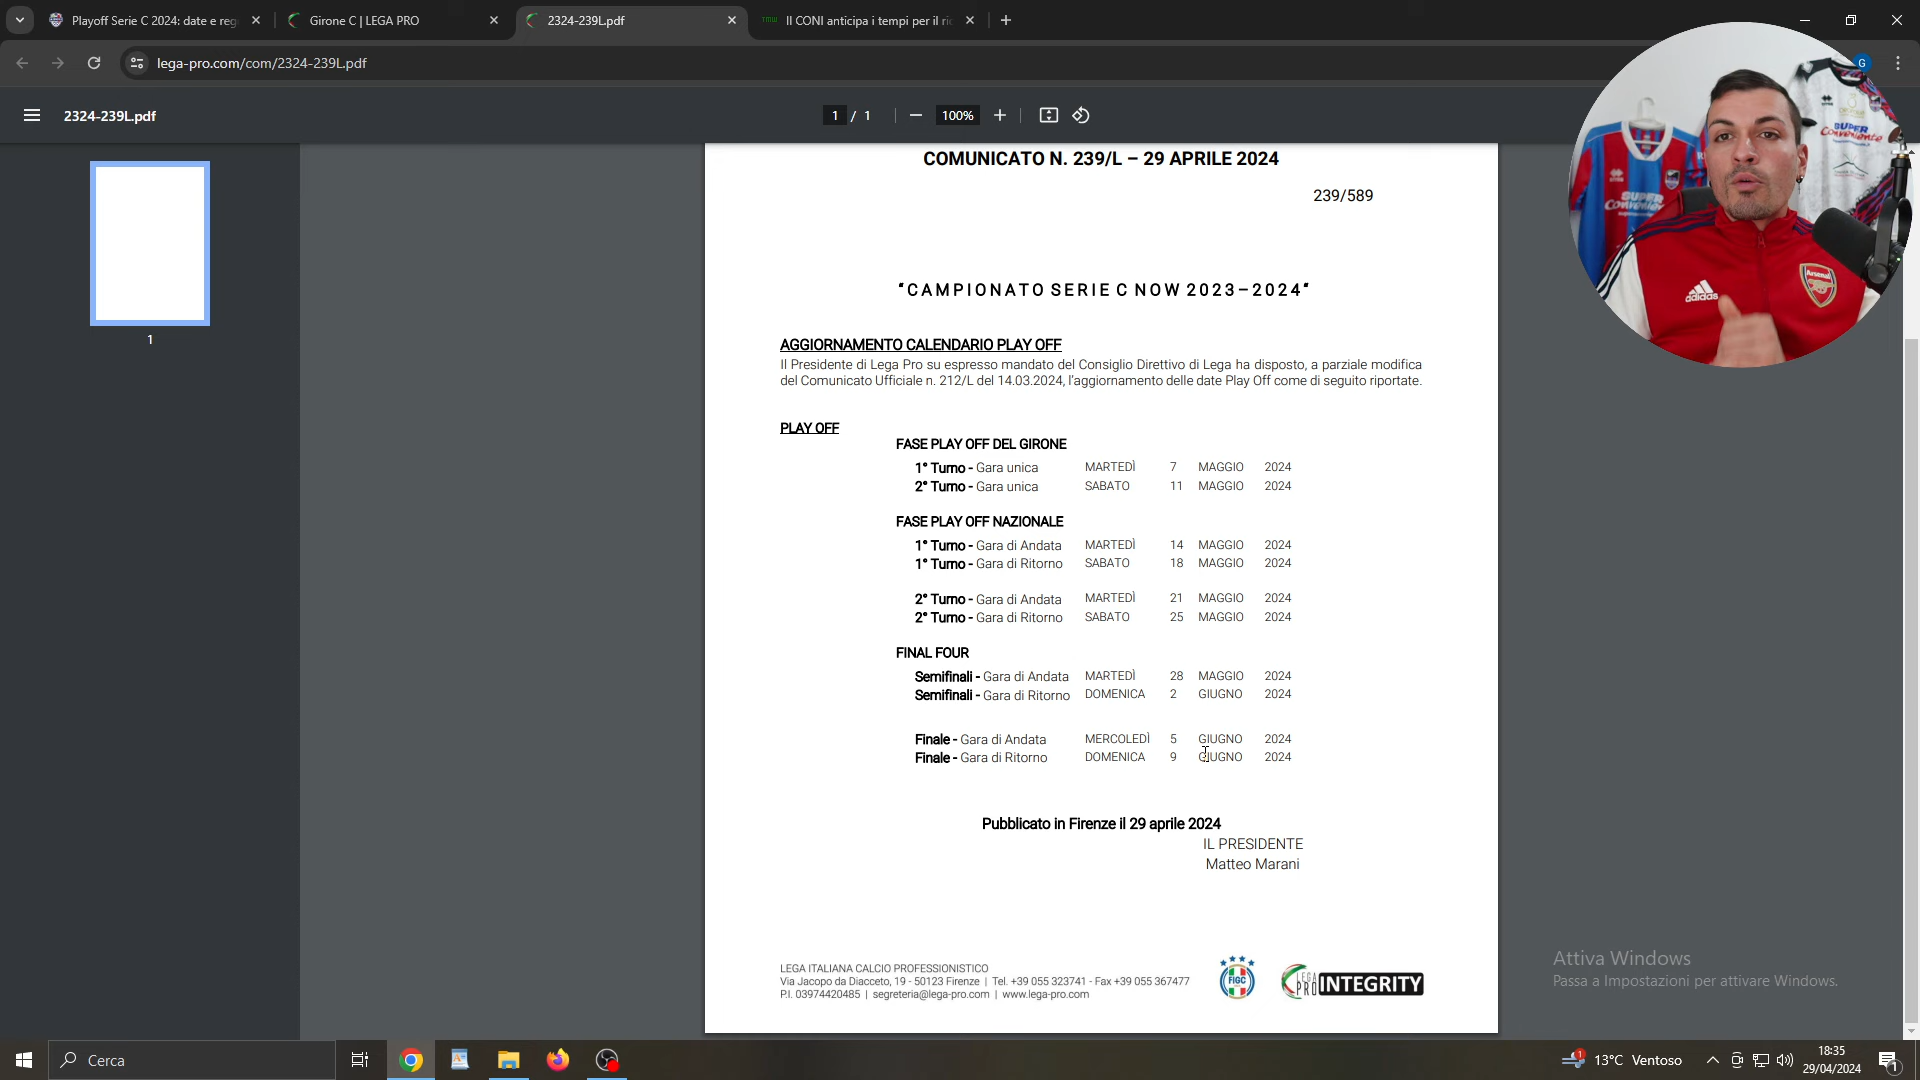 Playoff Serie C 2024: date e reg
Girone C | LEGA PRO
2324-239L.pdf
Il CONI anticipa i tempi per il ri
lega-pro.com/com/2324-239L.pdf
G
2324-239L.pdf
1 / 1
100%
1
COMUNICATO N. 239/L – 29 APRILE 2024
239/589
"CAMPIONATO SERIE C NOW 2023–2024"
AGGIORNAMENTO CALENDARIO PLAY OFF
Il Presidente di Lega Pro su espresso mandato del Consiglio Direttivo di Lega ha disposto, a parziale modifica
del Comunicato Ufficiale n. 212/L del 14.03.2024, l'aggiornamento delle date Play Off come di seguito riportate.
PLAY OFF
FASE PLAY OFF DEL GIRONE
1° Turno - Gara unica MARTEDÌ 7 MAGGIO 2024
2° Turno - Gara unica SABATO 11 MAGGIO 2024
FASE PLAY OFF NAZIONALE
1° Turno - Gara di Andata MARTEDÌ 14 MAGGIO 2024
1° Turno - Gara di Ritorno SABATO 18 MAGGIO 2024
2° Turno - Gara di Andata MARTEDÌ 21 MAGGIO 2024
2° Turno - Gara di Ritorno SABATO 25 MAGGIO 2024
FINAL FOUR
Semifinali - Gara di Andata MARTEDÌ 28 MAGGIO 2024
Semifinali - Gara di Ritorno DOMENICA 2 GIUGNO 2024
Finale - Gara di Andata MERCOLEDÌ 5 GIUGNO 2024
Finale - Gara di Ritorno DOMENICA 9 GIUGNO 2024
Pubblicato in Firenze il 29 aprile 2024
IL PRESIDENTE
Matteo Marani
LEGA ITALIANA CALCIO PROFESSIONISTICO
Via Jacopo da Diacceto, 19 - 50123 Firenze | Tel. +39 055 323741 - Fax +39 055 367477
P.I. 03974420485 | segreteria@lega-pro.com | www.lega-pro.com
FIGC
LEGA PRO INTEGRITY
SUPER
Conveniente
SUPER
Conveniente
adidas
Arsenal
Attiva Windows
Passa a Impostazioni per attivare Windows.
Cerca
1
13°C Ventoso
18:35
29/04/2024
1